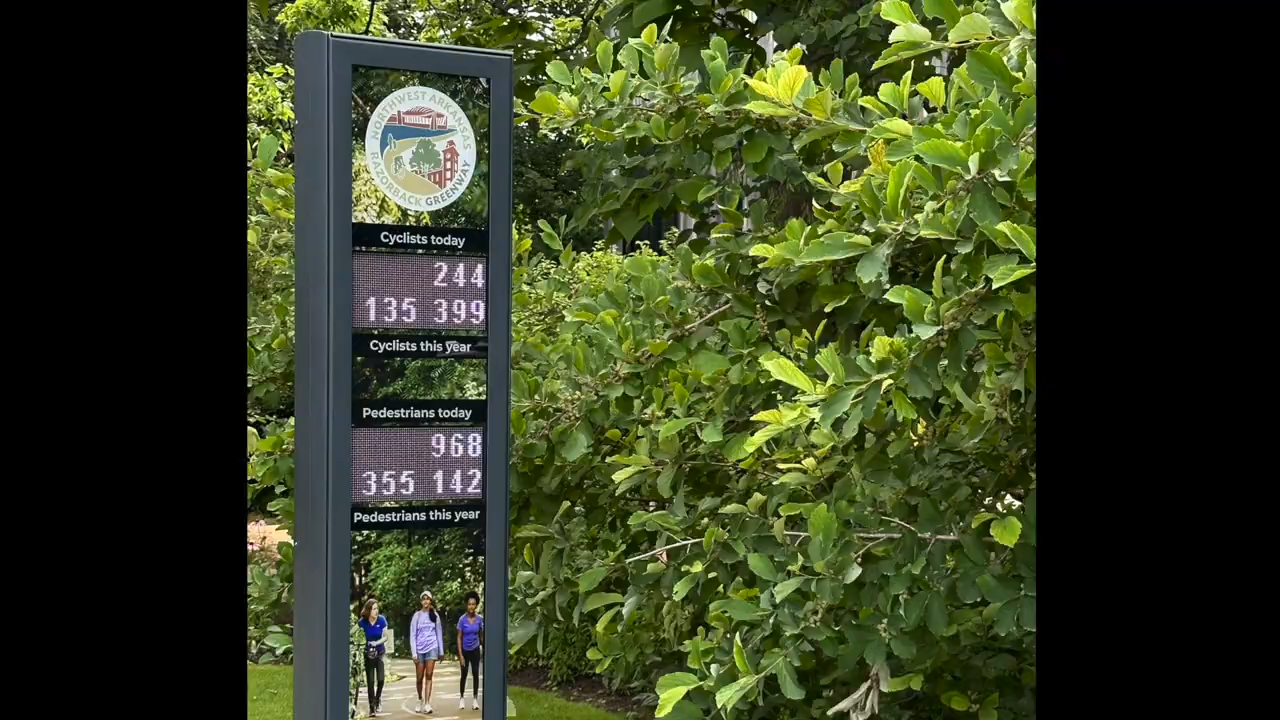 NORTHWEST ARKANSAS
RAZORBACK GREENWAY
Cyclists today
244
135 399
Cyclists this year
Pedestrians today
968
355 142
Pedestrians this year